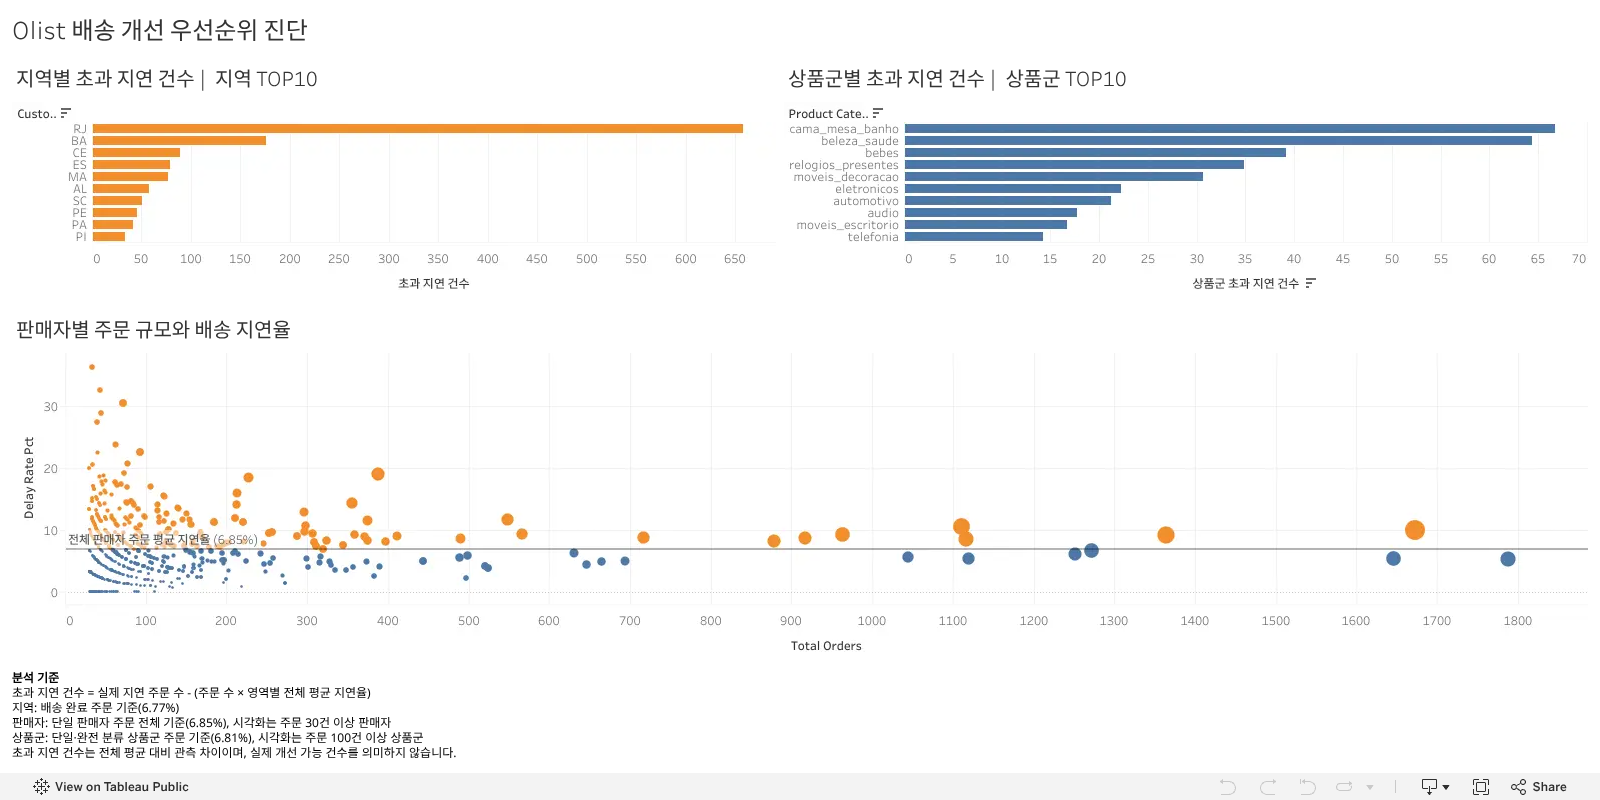 Olist 배송 개선 우선순위 진단
지역별 초과 지연 건수 | 지역 TOP10
Custo..
RJ
BA
CE
ES
MA
AL
SC
PE
PA
PI
0 50 100 150 200 250 300 350 400 450 500 550 600 650
초과 지연 건수
상품군별 초과 지연 건수 | 상품군 TOP10
Product Cate..
cama_mesa_banho
beleza_saude
bebes
relogios_presentes
moveis_decoracao
eletronicos
automotivo
audio
moveis_escritorio
telefonia
0 5 10 15 20 25 30 35 40 45 50 55 60 65 70
상품군 초과 지연 건수
판매자별 주문 규모와 배송 지연율
Delay Rate Pct
30
20
10
0
전체 판매자 주문 평균 지연율 (6.85%)
0 100 200 300 400 500 600 700 800 900 1000 1100 1200 1300 1400 1500 1600 1700 1800
Total Orders
분석 기준
초과 지연 건수 = 실제 지연 주문 수 - (주문 수 × 영역별 전체 평균 지연율)
지역: 배송 완료 주문 기준(6.77%)
판매자: 단일 판매자 주문 전체 기준(6.85%), 시각화는 주문 30건 이상 판매자
상품군: 단일·완전 분류 상품군 주문 기준(6.81%), 시각화는 주문 100건 이상 상품군
초과 지연 건수는 전체 평균 대비 관측 차이이며, 실제 개선 가능 건수를 의미하지 않습니다.
View on Tableau Public
Share